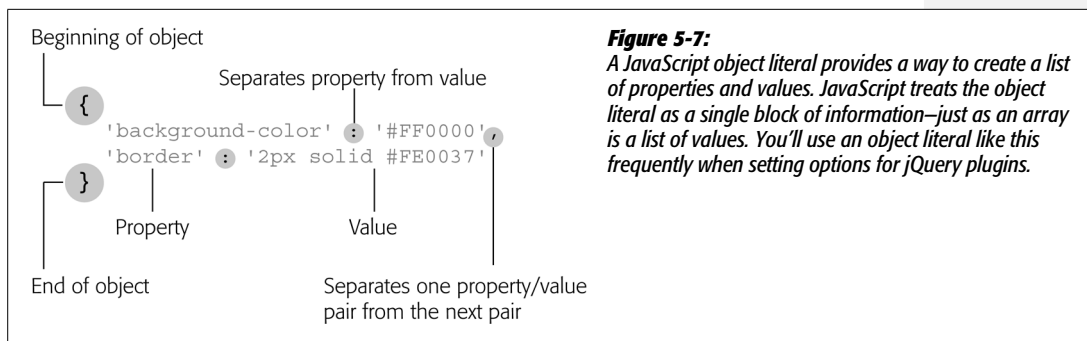 Beginning of object
Separates property from value
{
'background-color' : '#FF0000',
'border' : '2px solid #FE0037'
}
Property
Value
End of object
Separates one property/value
pair from the next pair
Figure 5-7:
A JavaScript object literal provides a way to create a list
of properties and values. JavaScript treats the object
literal as a single block of information—just as an array
is a list of values. You'll use an object literal like this
frequently when setting options for jQuery plugins.